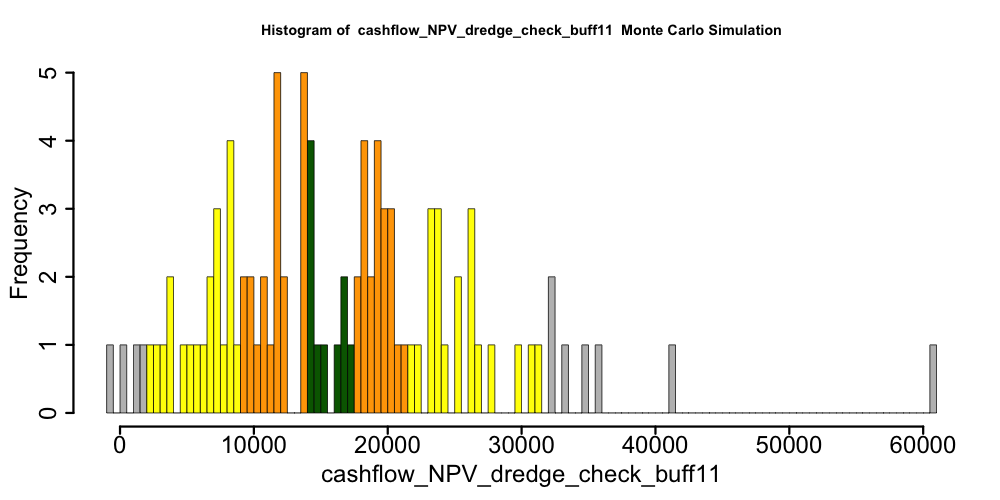 Histogram of cashflow_NPV_dredge_check_buff11 Monte Carlo Simulation
Frequency
5
4
3
2
1
0
0 10000 20000 30000 40000 50000 60000
cashflow_NPV_dredge_check_buff11